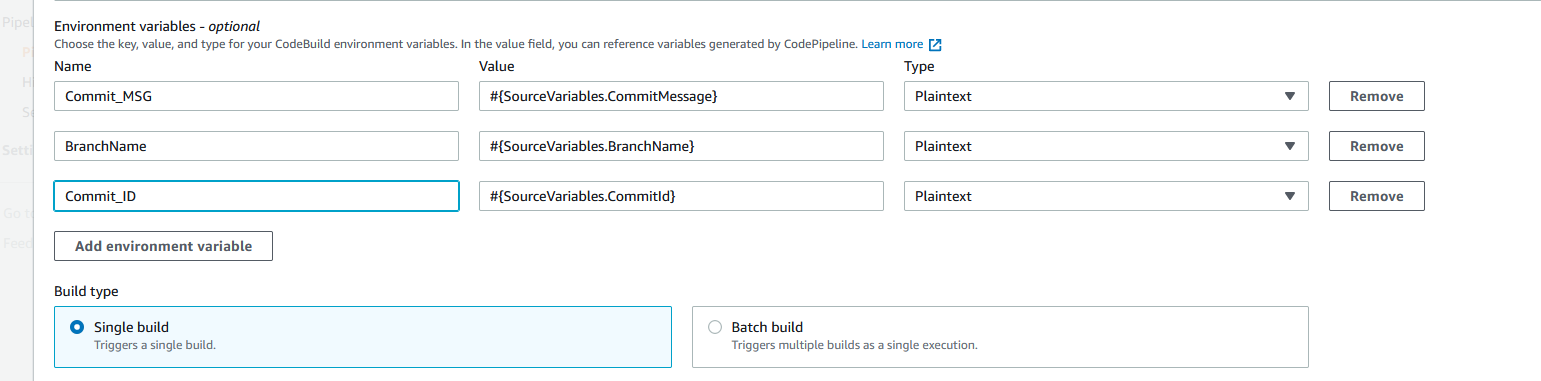 Pipel
Environment variables - optional
Choose the key, value, and type for your CodeBuild environment variables. In the value field, you can reference variables generated by CodePipeline. Learn more
Name Value Type
Commit_MSG #{SourceVariables.CommitMessage} Plaintext Remove
BranchName #{SourceVariables.BranchName} Plaintext Remove
Setti
Commit_ID #{SourceVariables.CommitId} Plaintext Remove
Go to
Feed
Add environment variable
Build type
Single build
Triggers a single build.
Batch build
Triggers multiple builds as a single execution.